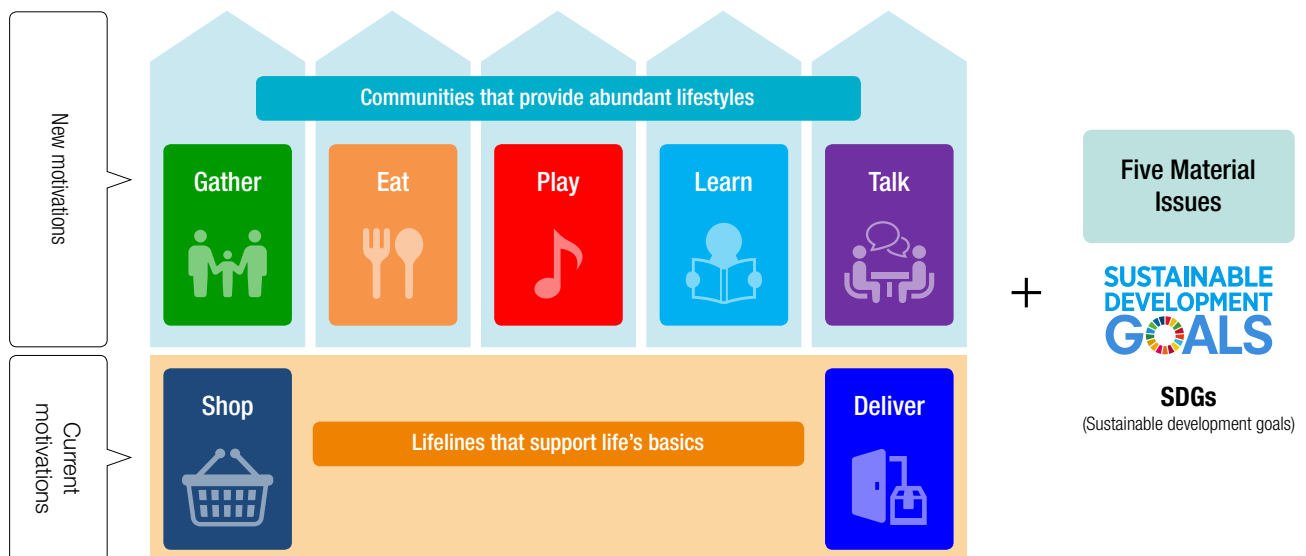 New motivations
Communities that provide abundant lifestyles
Gather
Eat
Play
Learn
Talk
Current
motivations
Shop
Lifelines that support life's basics
Deliver
+
Five Material
Issues
SUSTAINABLE
DEVELOPMENT
GOALS
SDGs
(Sustainable development goals)